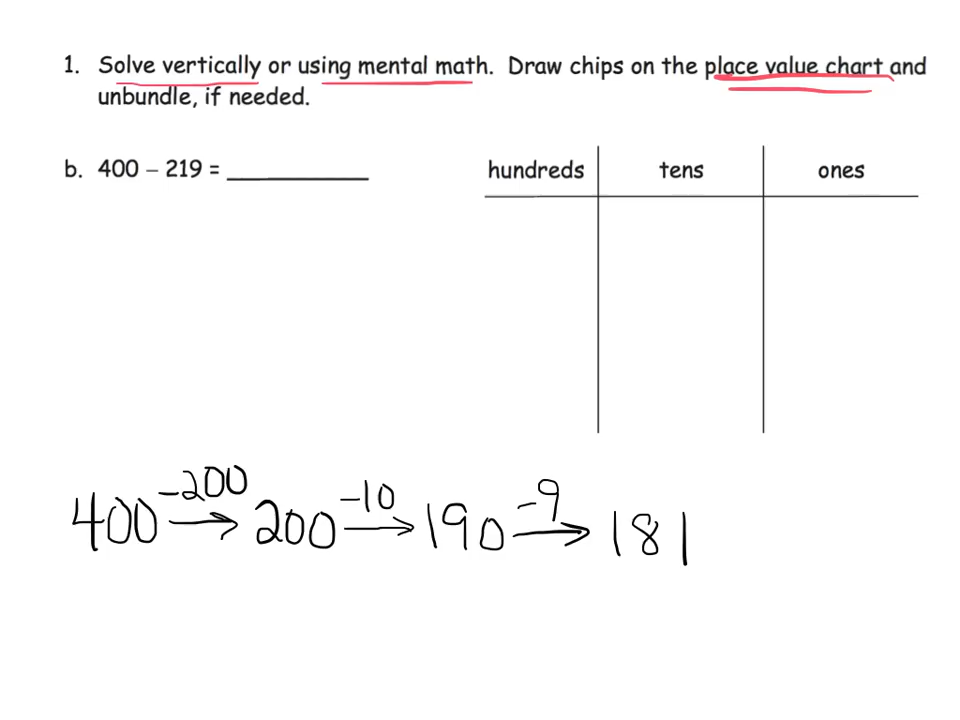 1. Solve vertically or using mental math. Draw chips on the place value chart and
unbundle, if needed.
b. 400 – 219 = ____________
hundreds tens ones
400 -200 → 200 -10 → 190 -9 → 181